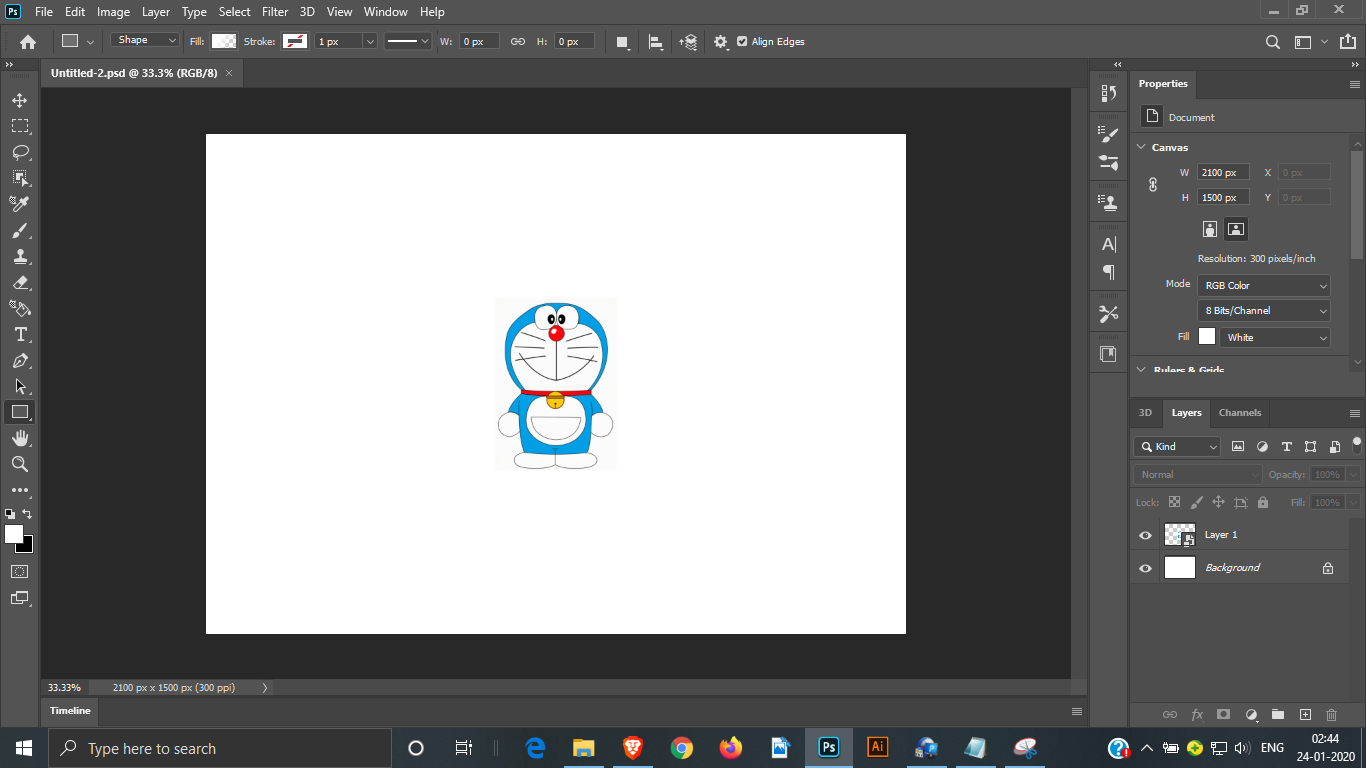 Ps File Edit Image Layer Type Select Filter 3D View Window Help
Shape Fill: Stroke: 1 px W: 0 px H: 0 px Align Edges
Untitled-2.psd @ 33.3% (RGB/8) ×
Properties
Document
Canvas
W 2100 px X 0 px
H 1500 px Y 0 px
Resolution: 300 pixels/inch
Mode RGB Color
8 Bits/Channel
Fill White
Rulers & Grids
3D Layers Channels
Kind
Normal Opacity: 100%
Lock: Fill: 100%
Layer 1
Background
33.33% 2100 px x 1500 px (300 ppi)
Timeline
Type here to search
Ps Ai ENG
02:44
24-01-2020